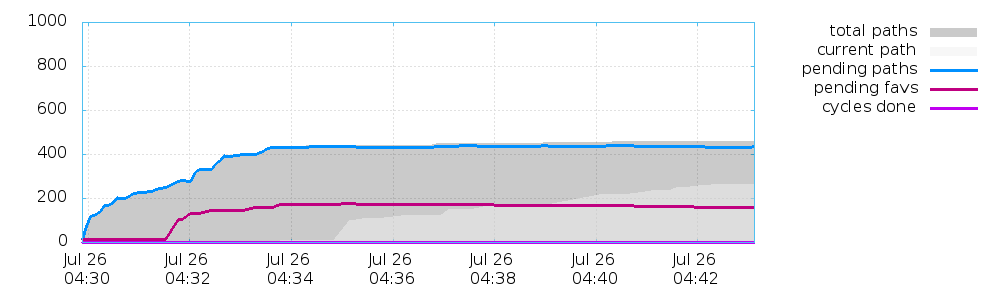 1000
800
600
400
200
0
Jul 26 Jul 26 Jul 26 Jul 26 Jul 26 Jul 26 Jul 26
04:30 04:32 04:34 04:36 04:38 04:40 04:42
total paths
current path
pending paths
pending favs
cycles done